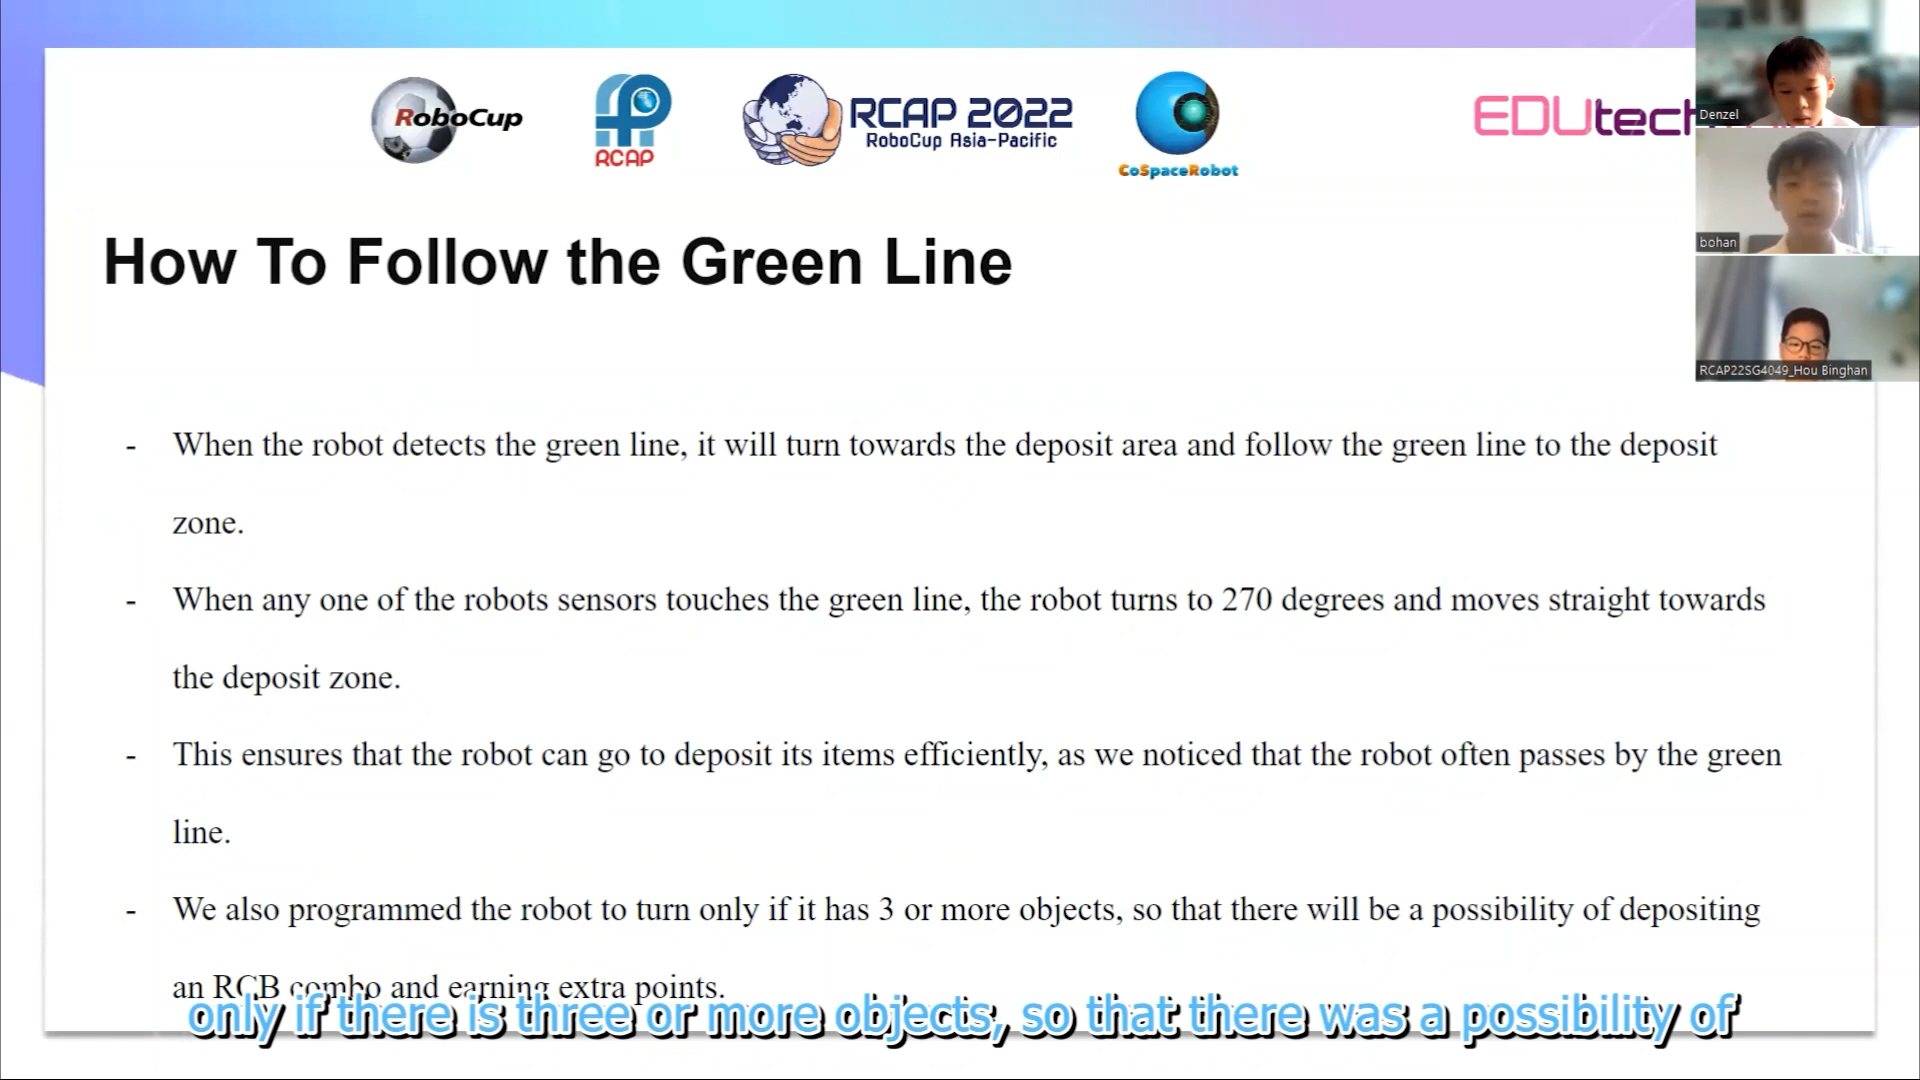 RoboCup
RCAP
RCAP 2022
RoboCup Asia-Pacific
CoSpaceRobot
EDUtech
Denzel
bohan
RCAP22SG4049_Hou Binghan
How To Follow the Green Line
- When the robot detects the green line, it will turn towards the deposit area and follow the green line to the deposit
zone.
- When any one of the robots sensors touches the green line, the robot turns to 270 degrees and moves straight towards
the deposit zone.
- This ensures that the robot can go to deposit its items efficiently, as we noticed that the robot often passes by the green
line.
- We also programmed the robot to turn only if it has 3 or more objects, so that there will be a possibility of depositing
an RCB combo and earning extra points.
only if there is three or more objects, so that there was a possibility of